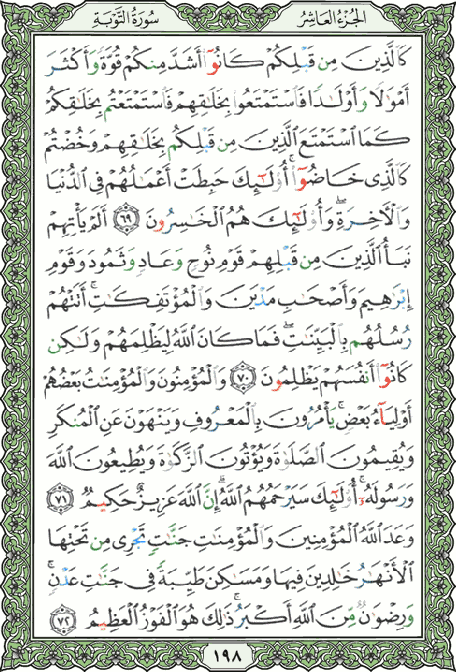 سُورَةُ التَّوْبَةِ
الجُزْءُ العَاشِرُ
كَالَّذِينَ مِن قَبْلِكُمْ كَانُوٓا۟ أَشَدَّ مِنكُمْ قُوَّةً وَأَكْثَرَ
أَمْوَٰلًا وَأَوْلَٰدًا فَٱسْتَمْتَعُوا۟ بِخَلَٰقِهِمْ فَٱسْتَمْتَعْتُم بِخَلَٰقِكُمْ
كَمَا ٱسْتَمْتَعَ ٱلَّذِينَ مِن قَبْلِكُم بِخَلَٰقِهِمْ وَخُضْتُمْ
كَٱلَّذِى خَاضُوٓا۟ ۚ أُو۟لَٰٓئِكَ حَبِطَتْ أَعْمَٰلُهُمْ فِى ٱلدُّنْيَا
وَٱلْءَاخِرَةِ ۖ وَأُو۟لَٰٓئِكَ هُمُ ٱلْخَٰسِرُونَ ٦٩ أَلَمْ يَأْتِهِمْ
نَبَأُ ٱلَّذِينَ مِن قَبْلِهِمْ قَوْمِ نُوحٍ وَعَادٍ وَثَمُودَ وَقَوْمِ
إِبْرَٰهِيمَ وَأَصْحَٰبِ مَدْيَنَ وَٱلْمُؤْتَفِكَٰتِ ۚ أَتَتْهُمْ
رُسُلُهُم بِٱلْبَيِّنَٰتِ ۖ فَمَا كَانَ ٱللَّهُ لِيَظْلِمَهُمْ وَلَٰكِن
كَانُوٓا۟ أَنفُسَهُمْ يَظْلِمُونَ ٧٠ وَٱلْمُؤْمِنُونَ وَٱلْمُؤْمِنَٰتُ بَعْضُهُمْ
أَوْلِيَآءُ بَعْضٍ ۚ يَأْمُرُونَ بِٱلْمَعْرُوفِ وَيَنْهَوْنَ عَنِ ٱلْمُنكَرِ
وَيُقِيمُونَ ٱلصَّلَوٰةَ وَيُؤْتُونَ ٱلزَّكَوٰةَ وَيُطِيعُونَ ٱللَّهَ
وَرَسُولَهُۥٓ ۚ أُو۟لَٰٓئِكَ سَيَرْحَمُهُمُ ٱللَّهُ ۗ إِنَّ ٱللَّهَ عَزِيزٌ حَكِيمٌ ٧١
وَعَدَ ٱللَّهُ ٱلْمُؤْمِنِينَ وَٱلْمُؤْمِنَٰتِ جَنَّٰتٍ تَجْرِى مِن تَحْتِهَا
ٱلْأَنْهَٰرُ خَٰلِدِينَ فِيهَا وَمَسَٰكِنَ طَيِّبَةً فِى جَنَّٰتِ عَدْنٍ ۚ
وَرِضْوَٰنٌ مِّنَ ٱللَّهِ أَكْبَرُ ۚ ذَٰلِكَ هُوَ ٱلْفَوْزُ ٱلْعَظِيمُ ٧٢
١٩٨